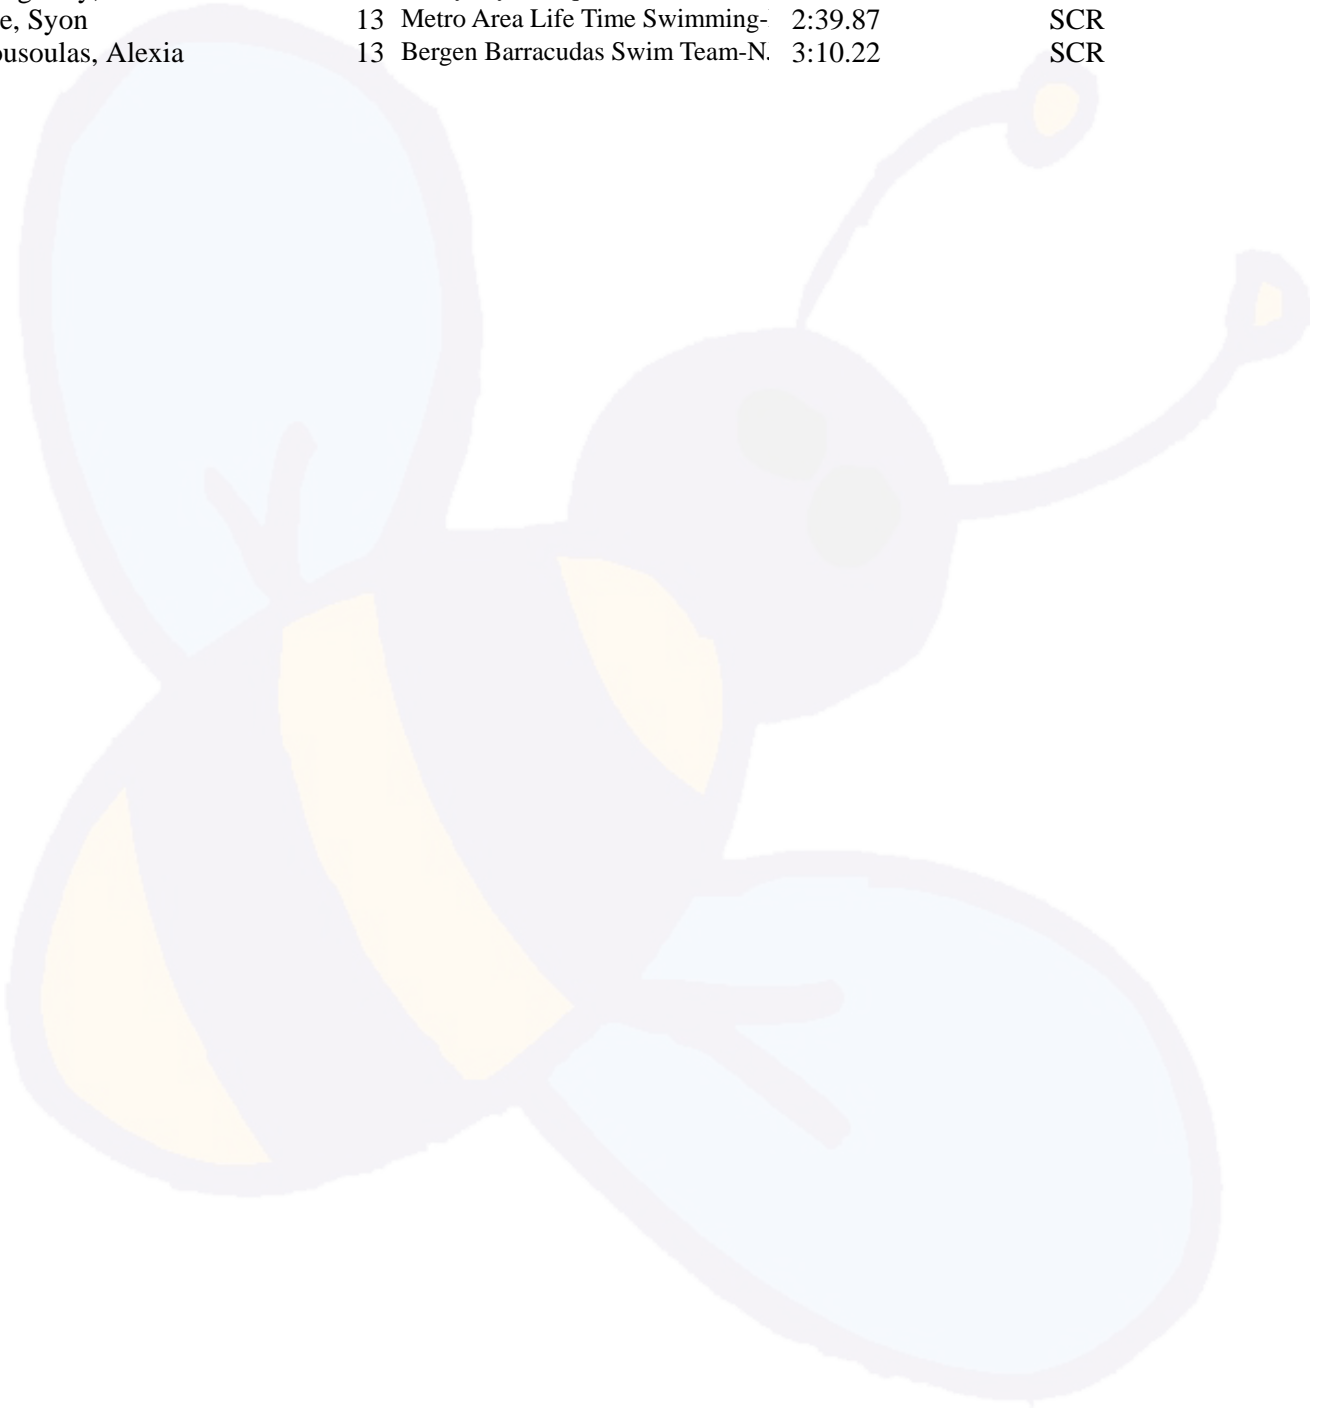 e, Syon 13 Metro Area Life Time Swimming- 2:39.87 SCR
usoulas, Alexia 13 Bergen Barracudas Swim Team-N. 3:10.22 SCR